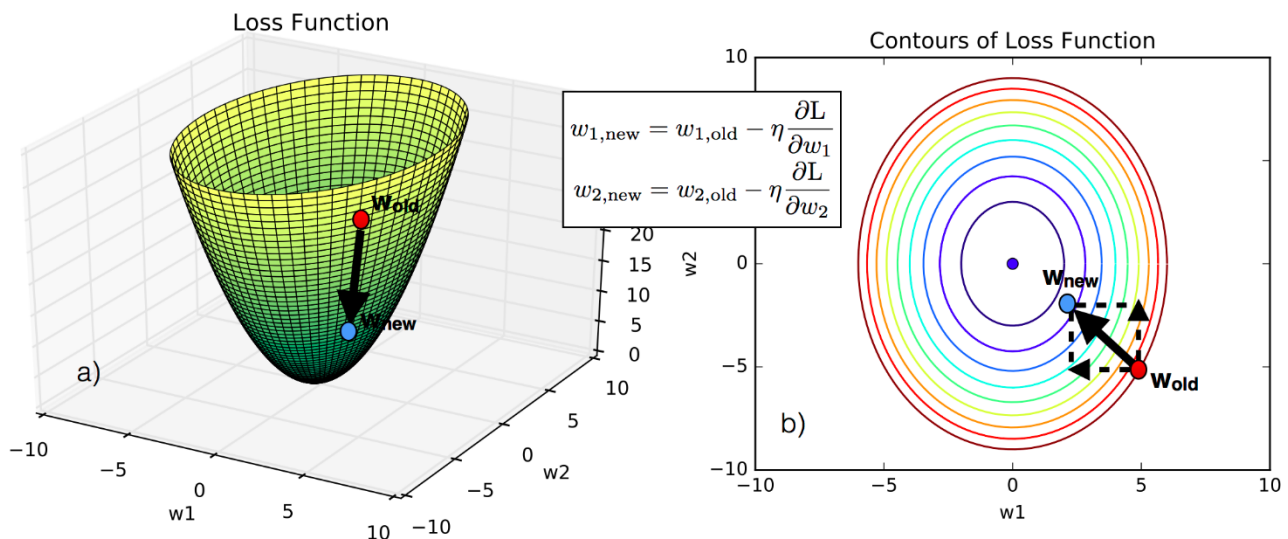 Loss Function
w_{1,new} = w_{1,old} − η ∂L/∂w_1
w_{2,new} = w_{2,old} − η ∂L/∂w_2
w_old
w_new
a)
20
15
10
5
0
−10
−5
0
5
10
w1
−10
−5
0
5
10
w2
Contours of Loss Function
10
5
0
−5
−10
w2
w_new
w_old
b)
−10
−5
0
5
10
w1